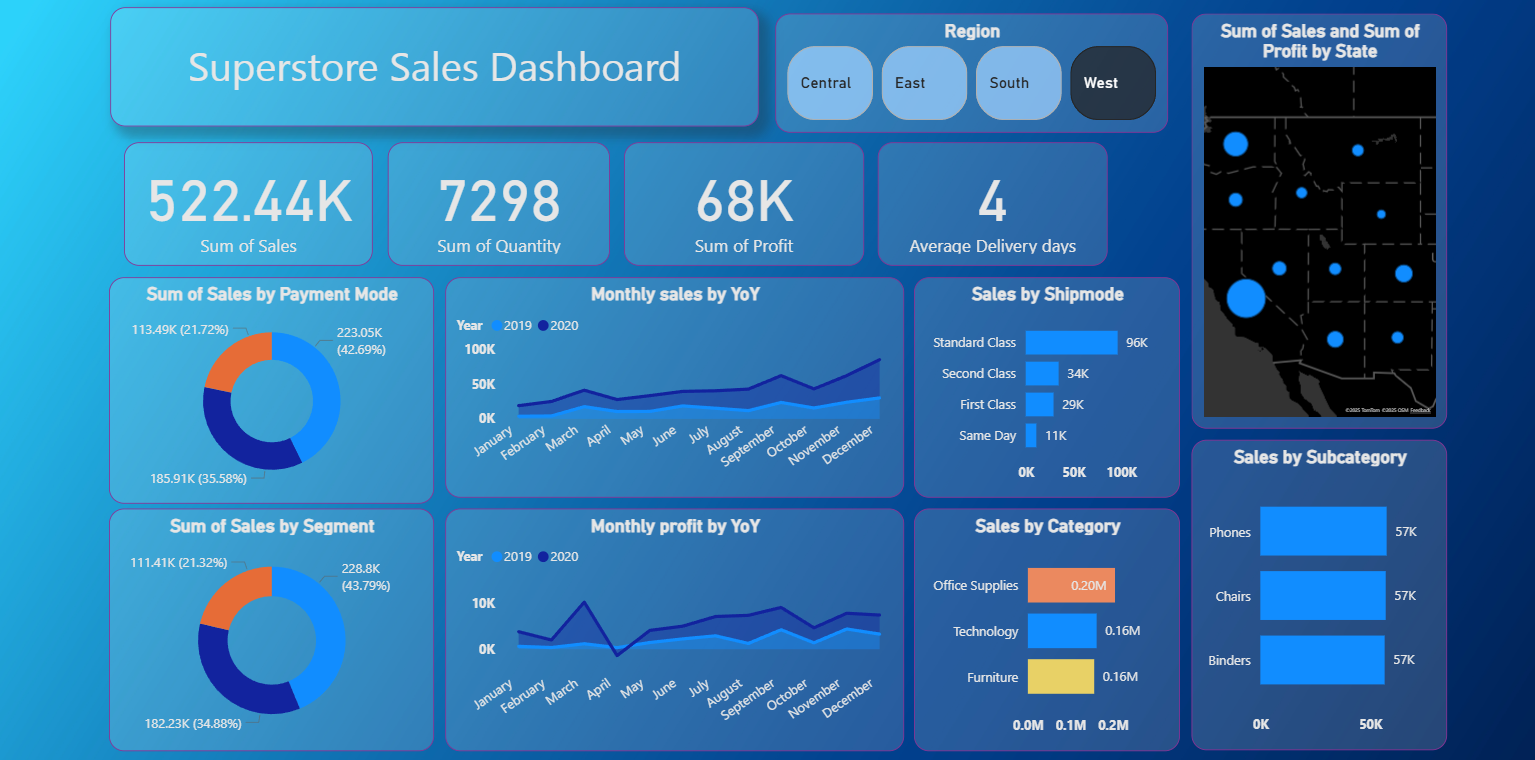 Superstore Sales Dashboard
Region
Central
East
South
West
Sum of Sales and Sum of
Profit by State
©2025 TomTom ©2025 OSM Feedback
522.44K
Sum of Sales
7298
Sum of Quantity
68K
Sum of Profit
4
Average Delivery days
Sum of Sales by Payment Mode
113.49K (21.72%)
223.05K
(42.69%)
185.91K (35.58%)
Monthly sales by YoY
Year 2019 2020
100K
50K
0K
January
February
March
April
May
June
July
August
September
October
November
December
Sales by Shipmode
Standard Class 96K
Second Class 34K
First Class 29K
Same Day 11K
0K 50K 100K
Sales by Subcategory
Phones 57K
Chairs 57K
Binders 57K
0K 50K
Sum of Sales by Segment
111.41K (21.32%)
228.8K
(43.79%)
182.23K (34.88%)
Monthly profit by YoY
Year 2019 2020
10K
0K
January
February
March
April
May
June
July
August
September
October
November
December
Sales by Category
Office Supplies 0.20M
Technology 0.16M
Furniture 0.16M
0.0M 0.1M 0.2M